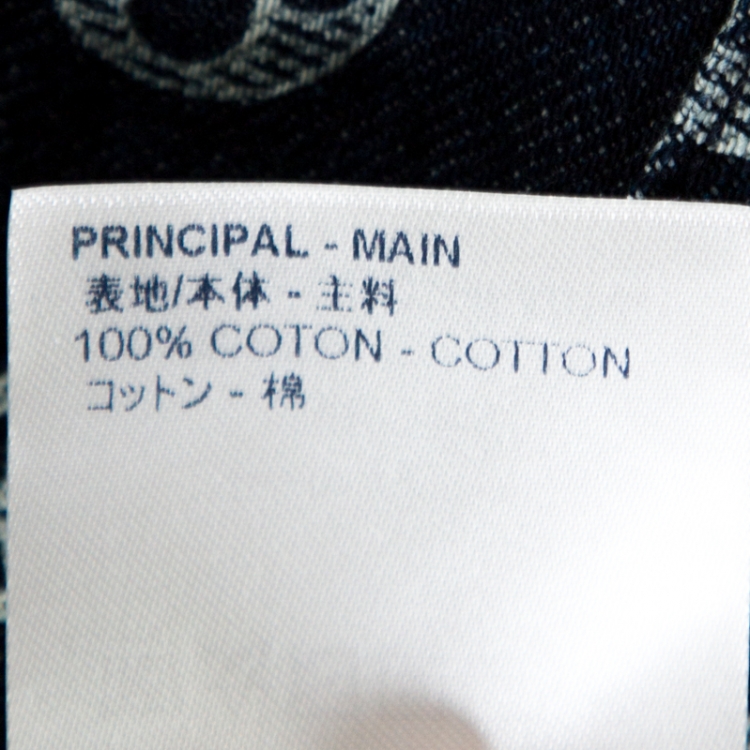 PRINCIPAL - MAIN
表地/本体 - 主料
100% COTON - COTTON
コットン - 棉